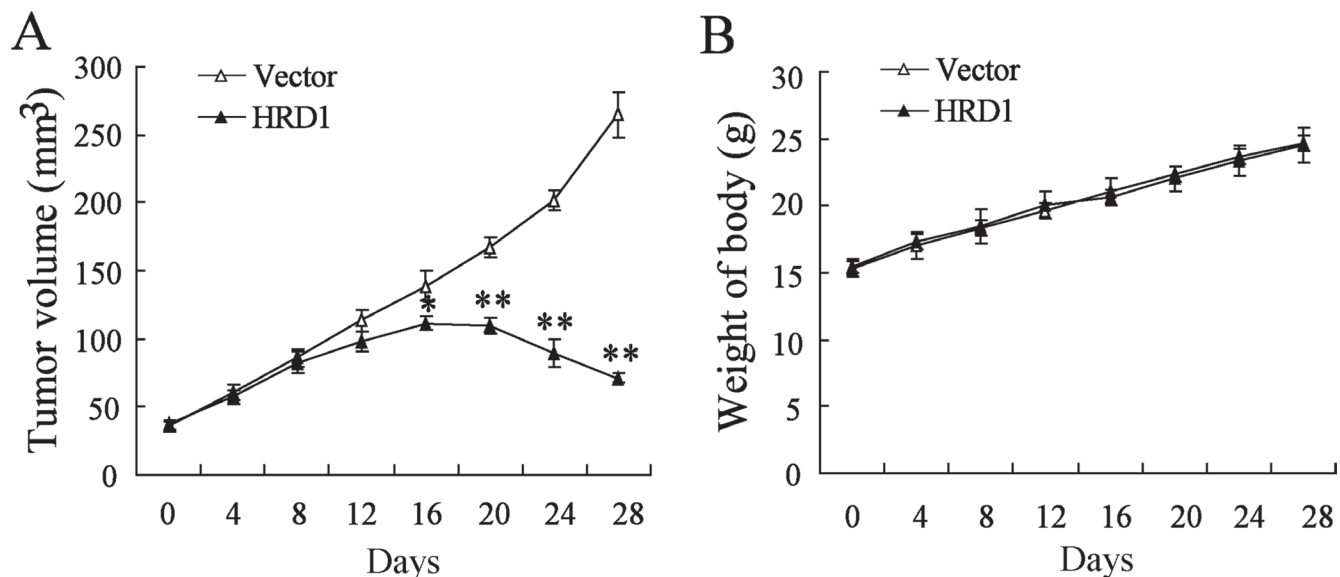 A
Tumor volume (mm³)
300
250
200
150
100
50
0
Vector
HRD1
*
**
**
**
0 4 8 12 16 20 24 28
Days
B
Weight of body (g)
30
25
20
15
10
5
0
Vector
HRD1
0 4 8 12 16 20 24 28
Days